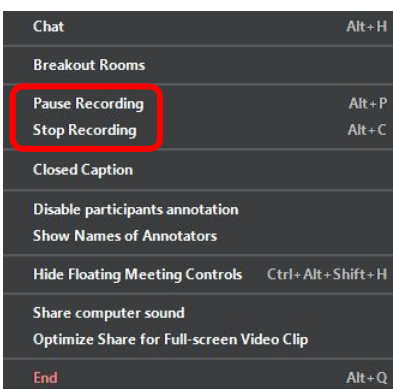 Chat Alt+H
Breakout Rooms
Pause Recording Alt+P
Stop Recording Alt+C
Closed Caption
Disable participants annotation
Show Names of Annotators
Hide Floating Meeting Controls Ctrl+Alt+Shift+H
Share computer sound
Optimize Share for Full-screen Video Clip
End Alt+Q